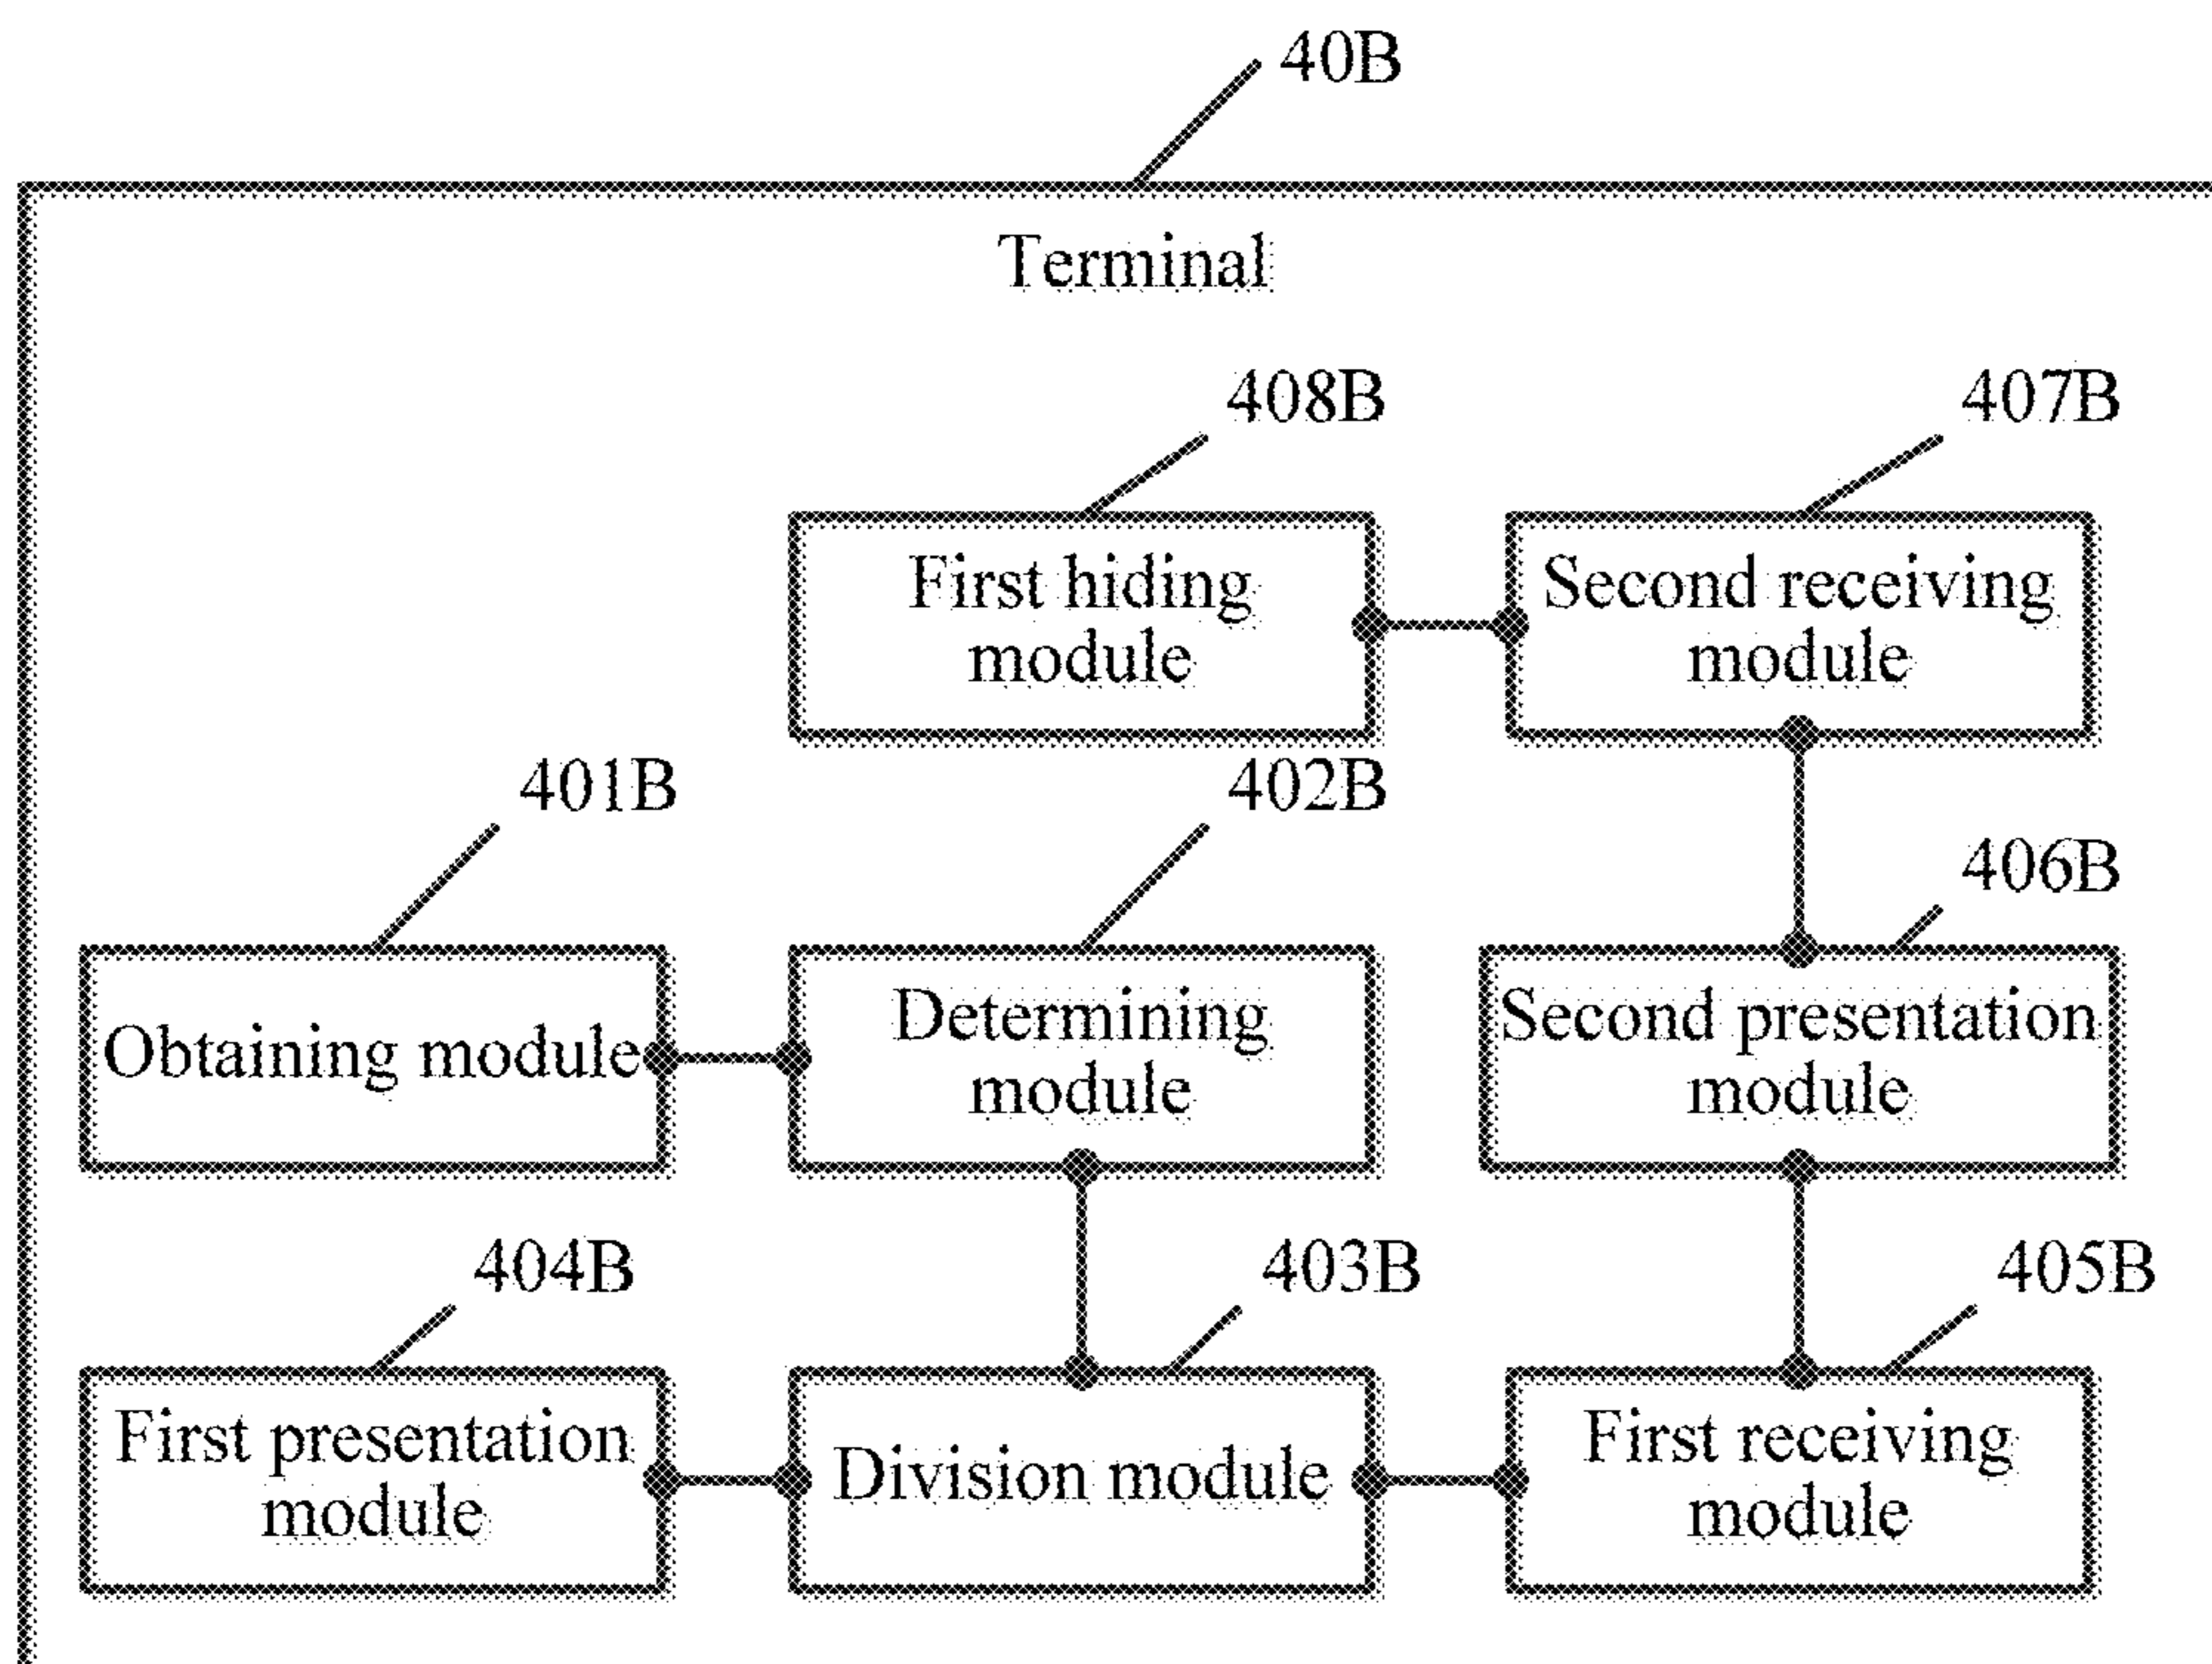 40B
Terminal
408B
407B
First hiding
module
Second receiving
module
401B
402B
406B
Obtaining module
Determining
module
Second presentation
module
404B
403B
405B
First presentation
module
Division module
First receiving
module